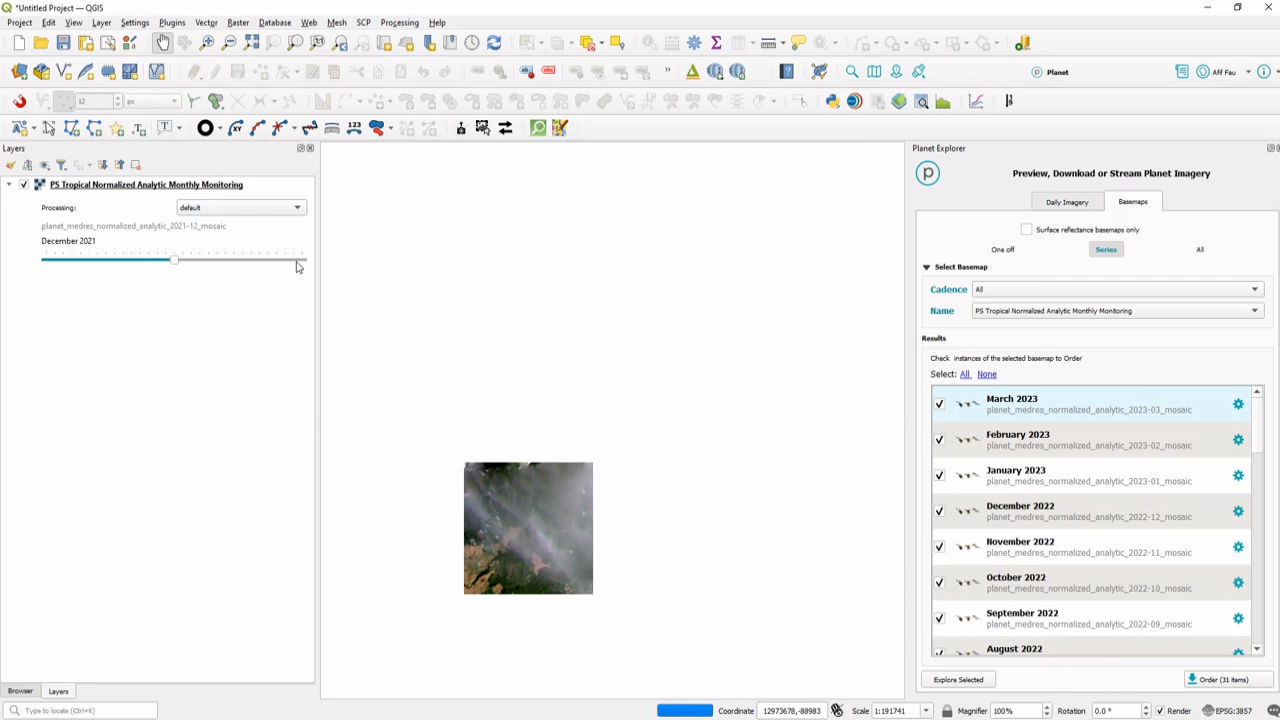 *Untitled Project — QGIS
Project Edit View Layer Settings Plugins Vector Raster Database Web Mesh SCP Processing Help
Planet
Afif Fau
12 px
123
Layers
PS Tropical Normalized Analytic Monthly Monitoring
Processing: default
planet_medres_normalized_analytic_2021-12_mosaic
December 2021
Planet Explorer
Preview, Download or Stream Planet Imagery
Daily Imagery Basemaps
Surface reflectance basemaps only
One off Series All
Select Basemap
Cadence All
Name PS Tropical Normalized Analytic Monthly Monitoring
Results
Check instances of the selected basemap to Order
Select: All None
March 2023
planet_medres_normalized_analytic_2023-03_mosaic
February 2023
planet_medres_normalized_analytic_2023-02_mosaic
January 2023
planet_medres_normalized_analytic_2023-01_mosaic
December 2022
planet_medres_normalized_analytic_2022-12_mosaic
November 2022
planet_medres_normalized_analytic_2022-11_mosaic
October 2022
planet_medres_normalized_analytic_2022-10_mosaic
September 2022
planet_medres_normalized_analytic_2022-09_mosaic
August 2022
Explore Selected Order (31 items)
Browser Layers
Type to locate (Ctrl+K)
Coordinate 12973678,-88983 Scale 1:191741 Magnifier 100% Rotation 0.0 ° Render EPSG:3857